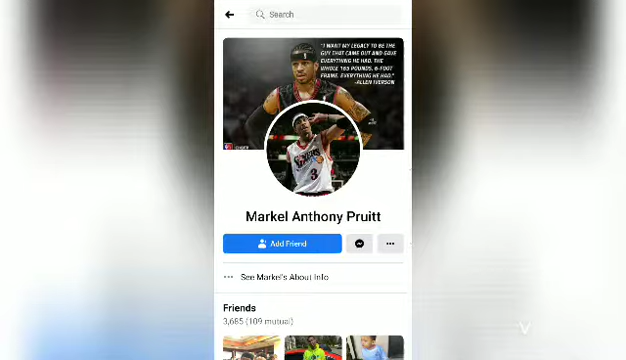 Search
"I WANT MY LEGACY TO BE THE
GUY THAT CAME OUT AND GAVE
EVERYTHING HE HAD. THE
WHOLE 165 POUNDS, 6-FOOT
FRAME, EVERYTHING HE HAD."
-ALLEN IVERSON
SIXERS
3
Markel Anthony Pruitt
Add Friend
See Markel's About Info
Friends
3,685 (109 mutual)
V